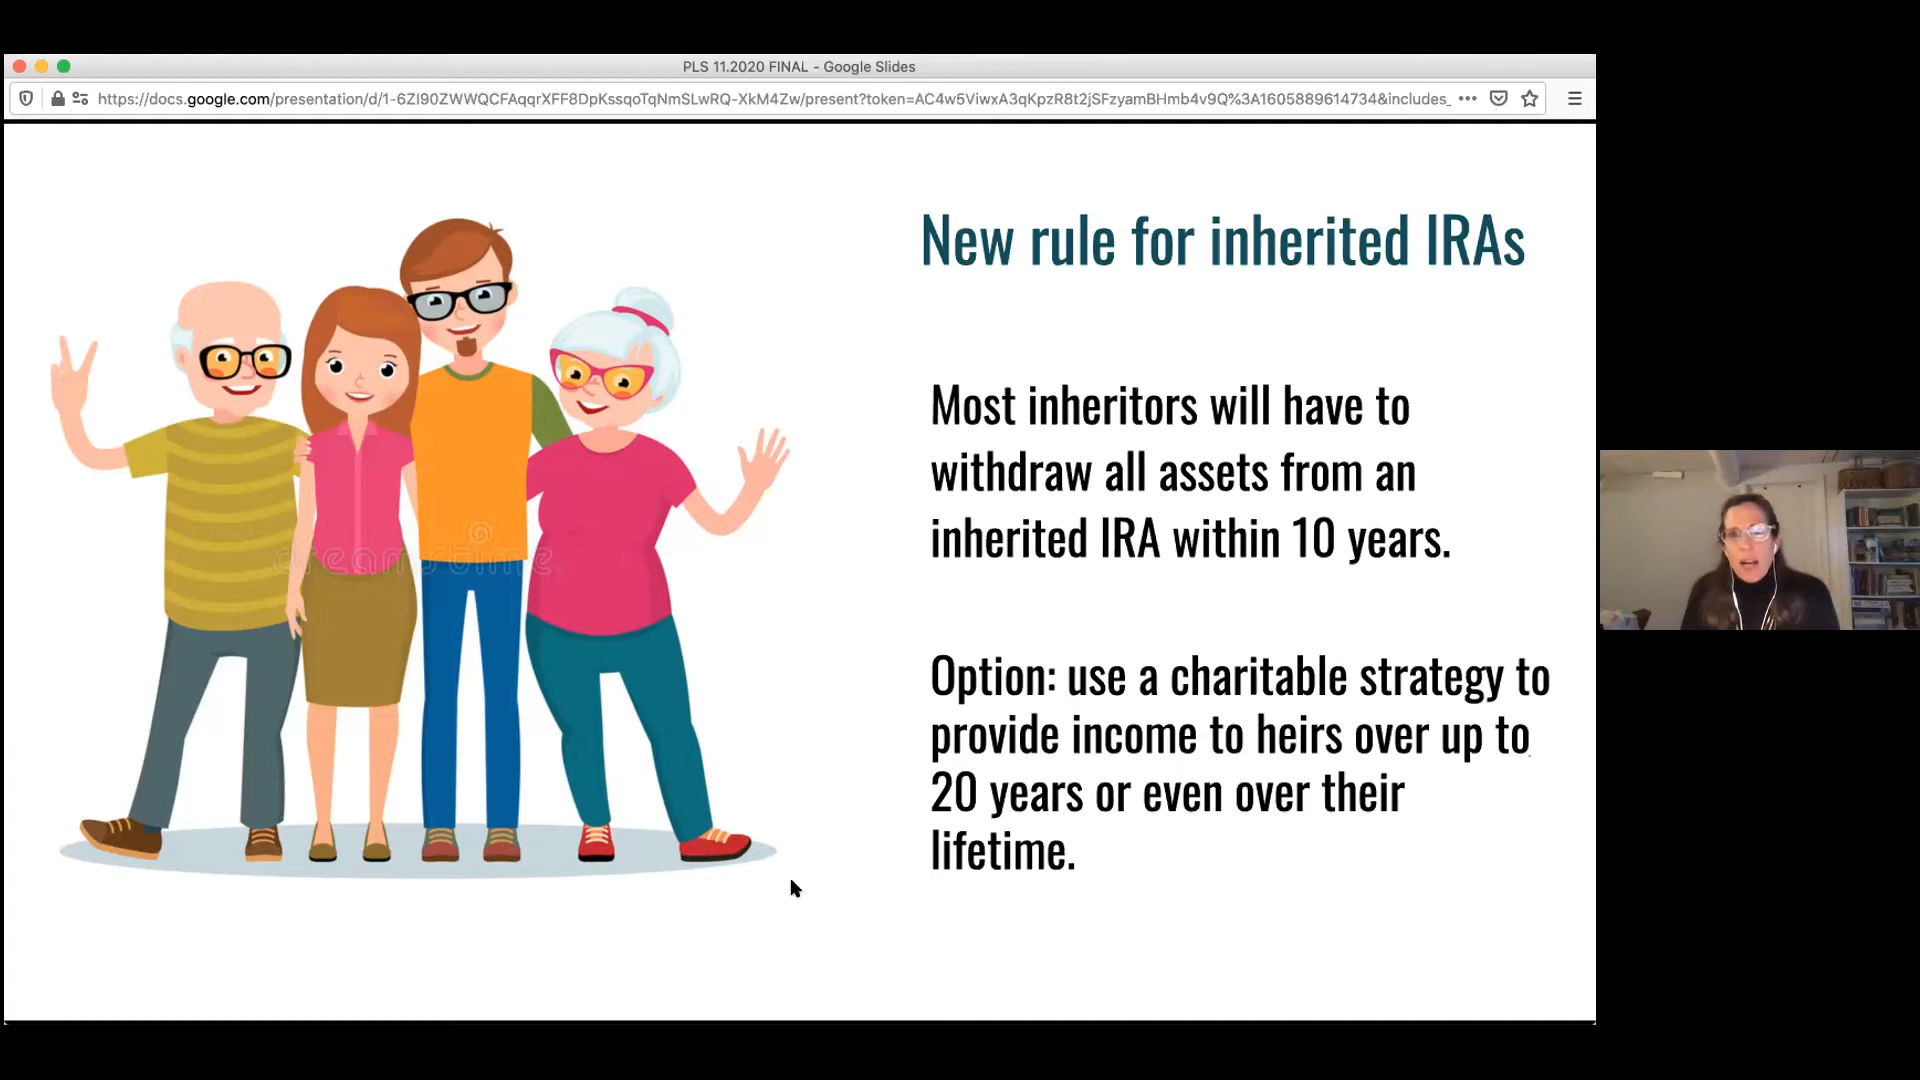 PLS 11.2020 FINAL - Google Slides
https://docs.google.com/presentation/d/1-6ZI90ZWWQCFAqqrXFF8DpKssqoTqNmSLwRQ-XkM4Zw/present?token=AC4w5ViwxA3qKpzR8t2jSFzyamBHmb4v9Q%3A1605889614734&includes_
New rule for inherited IRAs
Most inheritors will have to
withdraw all assets from an
inherited IRA within 10 years.
Option: use a charitable strategy to
provide income to heirs over up to
20 years or even over their
lifetime.
dreamstime